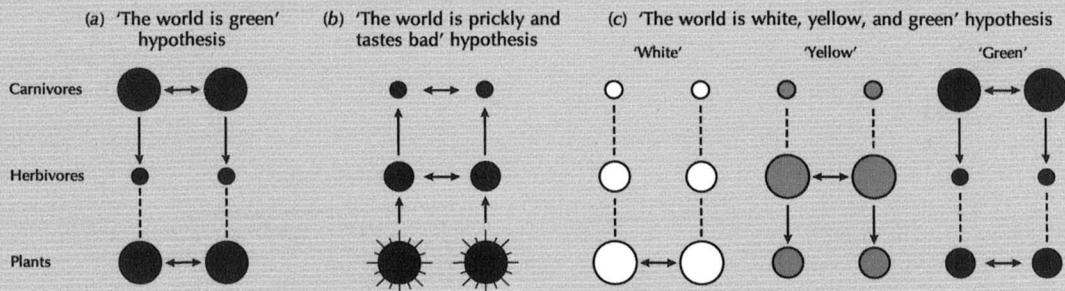 (a) 'The world is green'
hypothesis
(b) 'The world is prickly and
tastes bad' hypothesis
(c) 'The world is white, yellow, and green' hypothesis
'White'
'Yellow'
'Green'
Carnivores
Herbivores
Plants